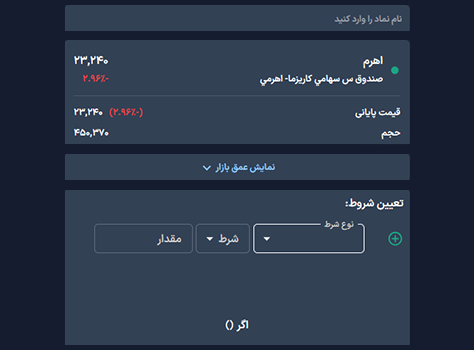 نام نماد را وارد کنید
اهرم ۲۳,۲۴۰
صندوق س سهامي کاريزما- اهرمي -۲.۹۶٪
قیمت پایانی (-۲.۹۶٪) ۲۳,۲۴۰
حجم ۴۵۰,۳۷۰
نمایش عمق بازار
تعیین شروط:
نوع شرط
شرط
مقدار
اگر ()